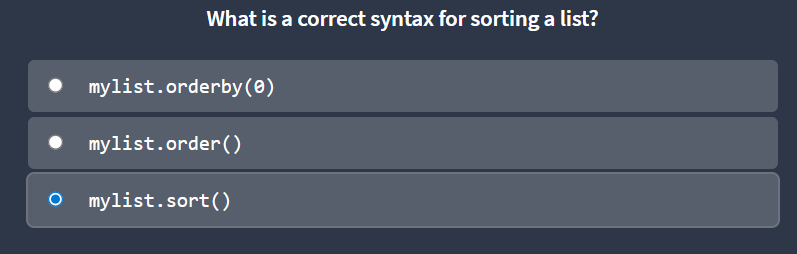 What is a correct syntax for sorting a list?
mylist.orderby(0)
mylist.order()
mylist.sort()